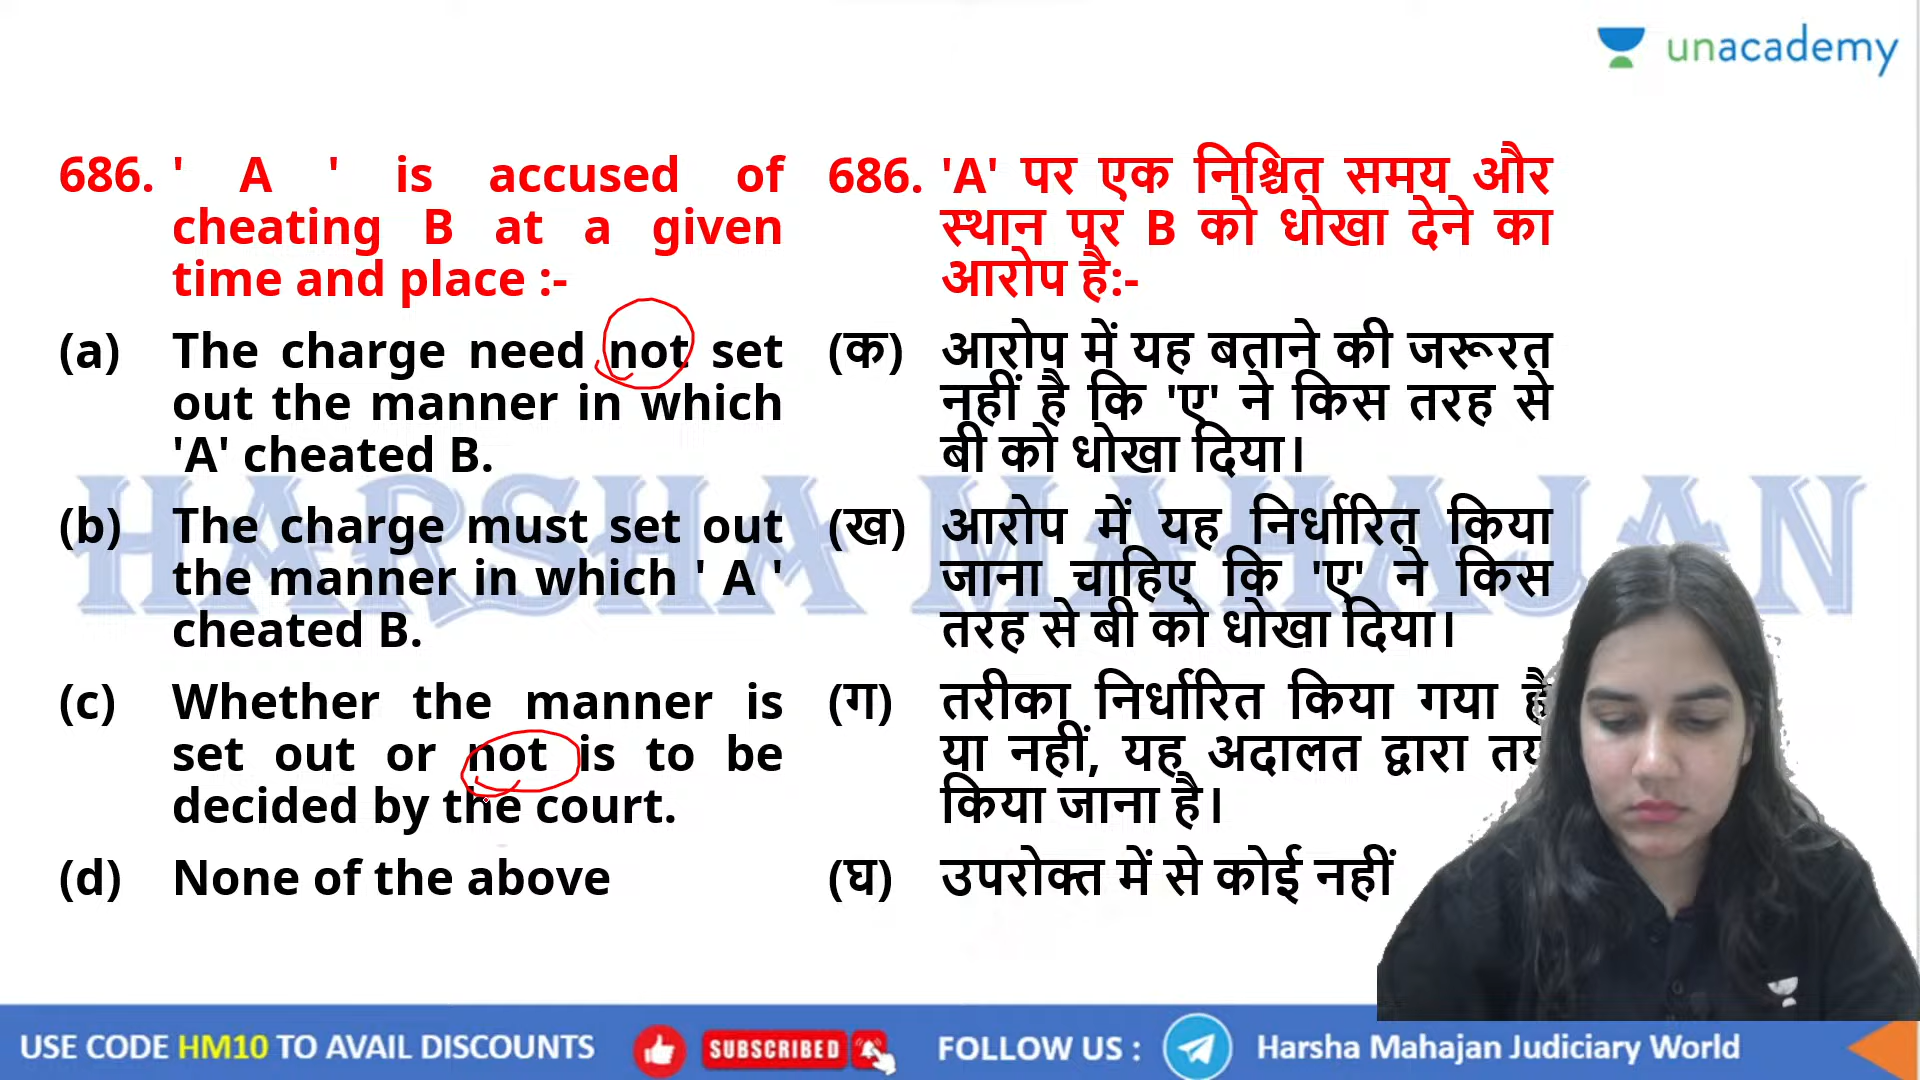 unacademy
686. ' A ' is accused of
cheating B at a given
time and place :-
(a) The charge need not set
out the manner in which
'A' cheated B.
(b) The charge must set out
the manner in which ' A '
cheated B.
(c) Whether the manner is
set out or not is to be
decided by the court.
(d) None of the above
686. 'A' पर एक निश्चित समय और
स्थान पर B को धोखा देने का
आरोप है:-
(क) आरोप में यह बताने की जरूरत
नहीं है कि 'ए' ने किस तरह से
बी को धोखा दिया।
(ख) आरोप में यह निर्धारित किया
जाना चाहिए कि 'ए' ने किस
तरह से बी को धोखा दिया।
(ग) तरीका निर्धारित किया गया है
या नहीं, यह अदालत द्वारा तय
किया जाना है।
(घ) उपरोक्त में से कोई नहीं
HARSHA MAHAJAN
USE CODE HM10 TO AVAIL DISCOUNTS
SUBSCRIBED
FOLLOW US :
Harsha Mahajan Judiciary World